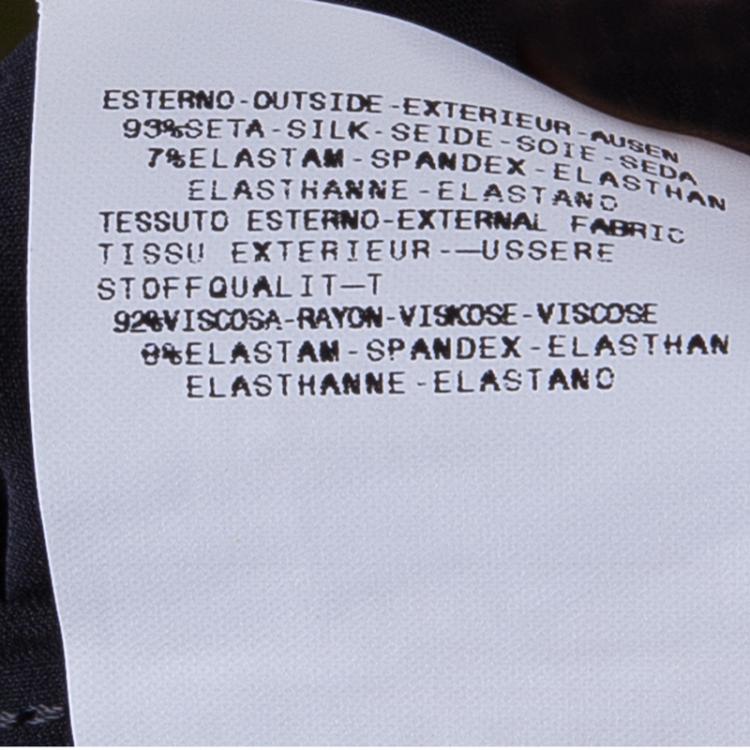 ESTERNO-OUTSIDE-EXTERIEUR-AUSEN
93%SETA-SILK-SEIDE-SOIE-SEDA
7%ELASTAM-SPANDEX-ELASTHAN
ELASTHANNE-ELASTANO
TESSUTO ESTERNO-EXTERNAL FABRIC
TISSU EXTERIEUR-—USSERE
STOFFQUALIT—T
92%VISCOSA-RAYON-VISKOSE-VISCOSE
8%ELASTAM-SPANDEX-ELASTHAN
ELASTHANNE-ELASTANO